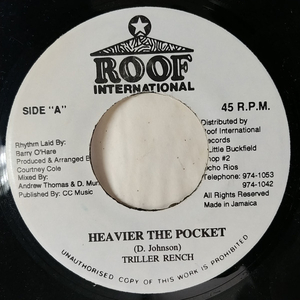 ROOF
INTERNATIONAL
SIDE "A"
45 R.P.M.
Rhythm Laid By:
Barry O'Hare
Produced & Arranged B
Courtney Cole
Mixed By:
Andrew Thomas & D. Mur
Published By: CC Music
Distributed by
Roof International
Records
Little Buckfield
hop #2
cho Rios
Telephone: 974-1053
974-1042
All Rights Reserved
Made in Jamaica
HEAVIER THE POCKET
(D. Johnson)
TRILLER RENCH
UNAUTHORISED COPY OF THIS WORK IS PROHIBITED